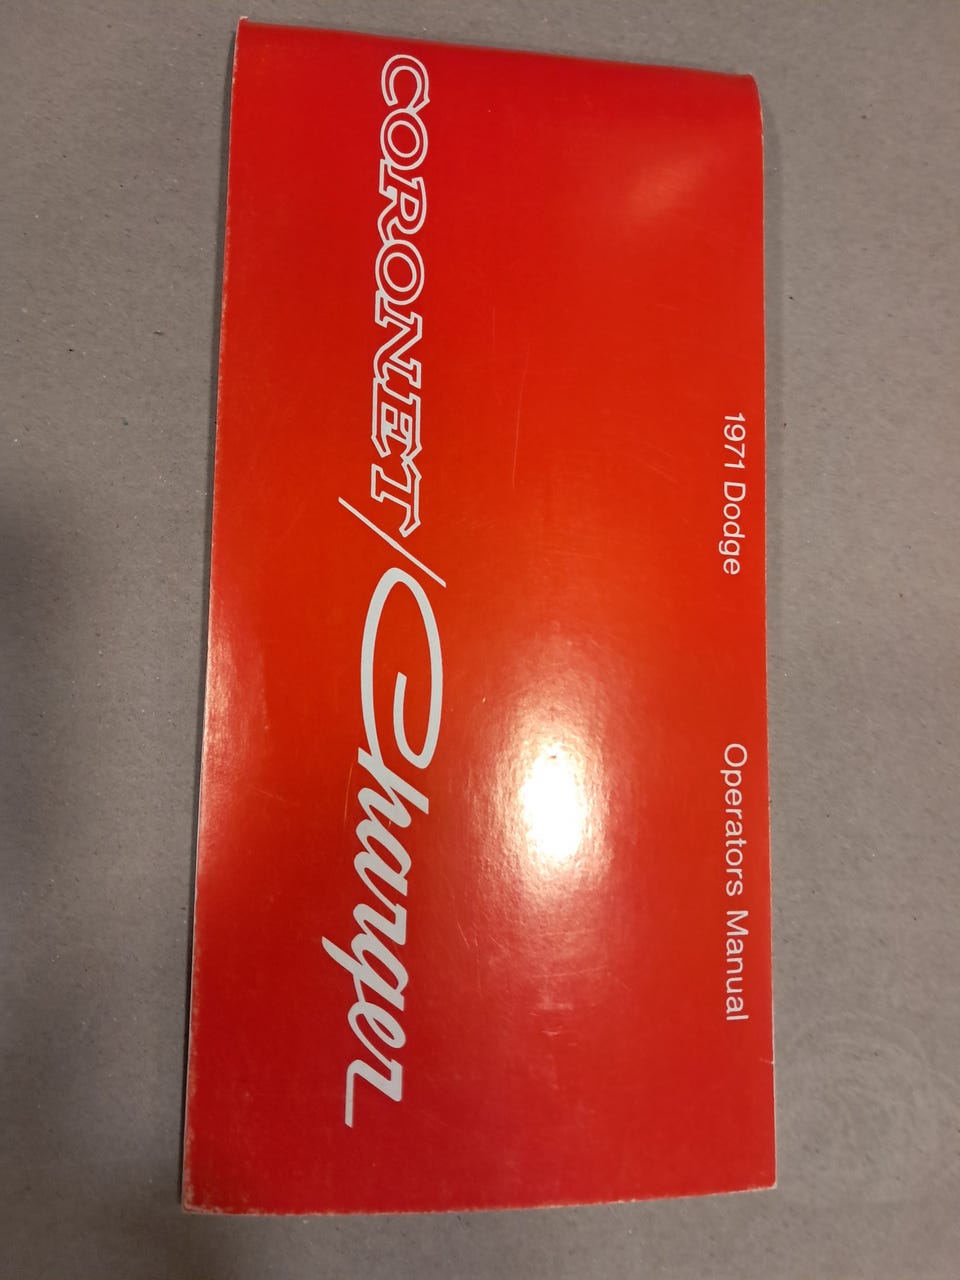 1971 Dodge Operators Manual
CORONET/Charger